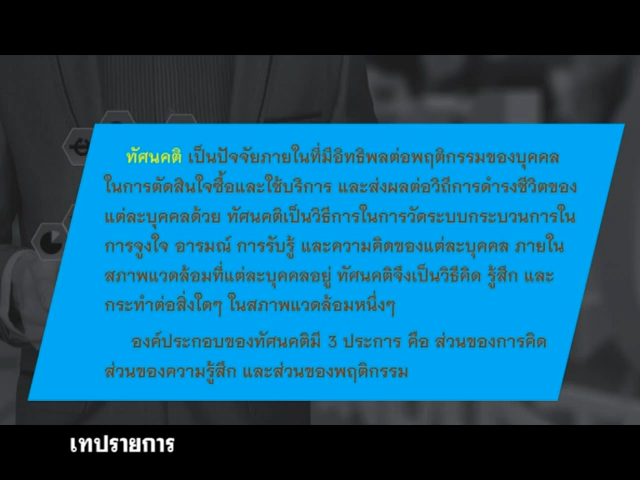 ทัศนคติ เป็นปัจจัยภายในที่มีอิทธิพลต่อพฤติกรรมของบุคคล
ในการตัดสินใจซื้อและใช้บริการ และส่งผลต่อวิถีการดำรงชีวิตของ
แต่ละบุคคลด้วย ทัศนคติเป็นวิธีการในการวัดระบบกระบวนการใน
การจูงใจ อารมณ์ การรับรู้ และความคิดของแต่ละบุคคล ภายใน
สภาพแวดล้อมที่แต่ละบุคคลอยู่ ทัศนคติจึงเป็นวิธีคิด รู้สึก และ
กระทำต่อสิ่งใดๆ ในสภาพแวดล้อมหนึ่งๆ
องค์ประกอบของทัศนคติมี 3 ประการ คือ ส่วนของการคิด
ส่วนของความรู้สึก และส่วนของพฤติกรรม
เทปรายการ